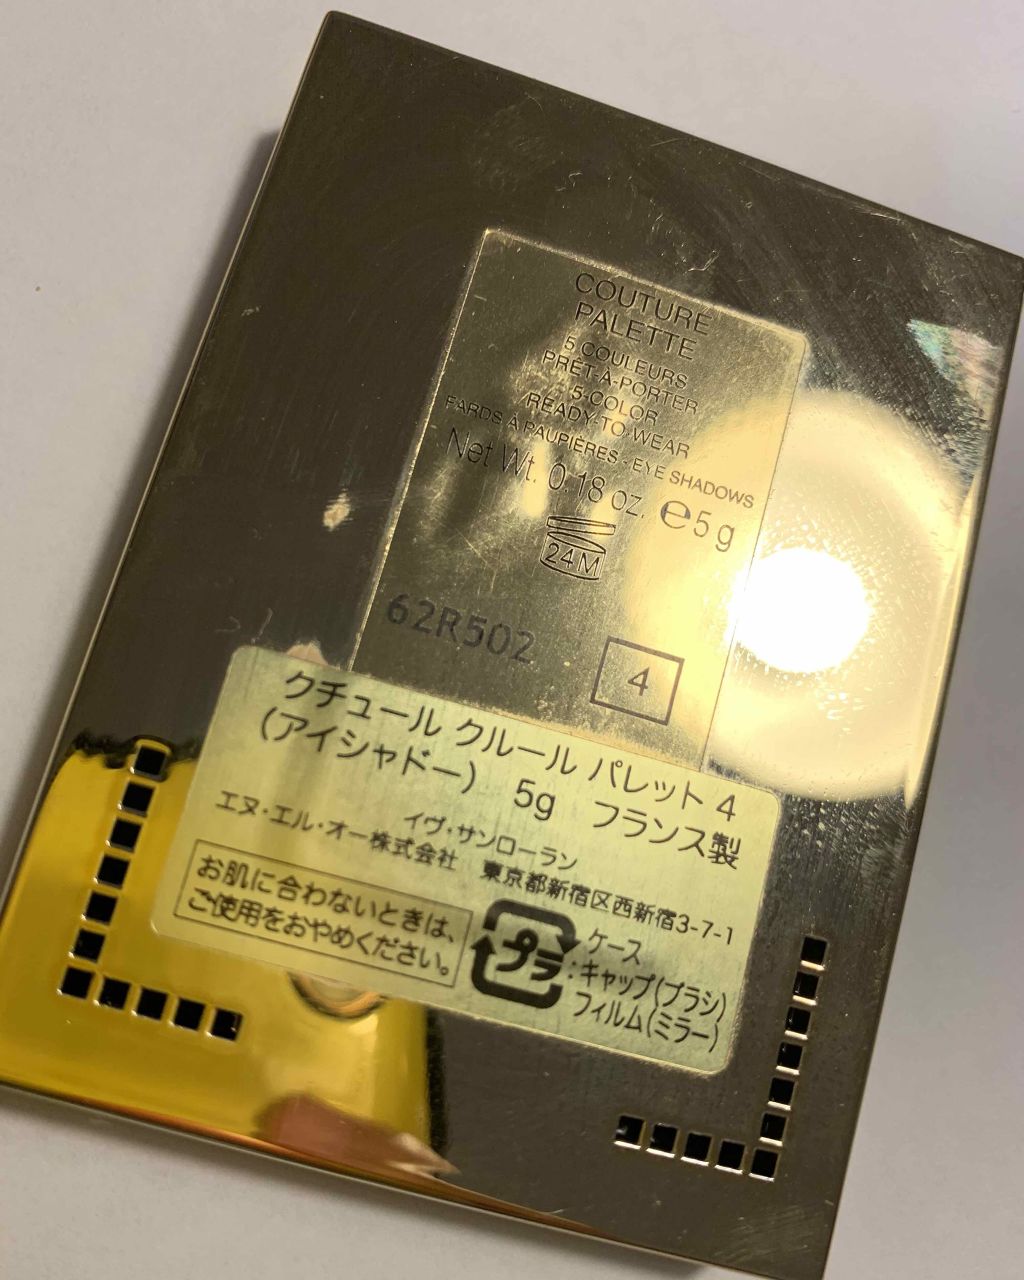 COUTURE
PALETTE
5 COULEURS
PRÊT-À-PORTER
5-COLOR
READY-TO-WEAR
FARDS À PAUPIÈRES - EYE SHADOWS
Net Wt. 0.18 oz. ℮5g
24M
62R502
4
クチュール クルール パレット 4
(アイシャドー) 5g フランス製
イヴ・サンローラン
エヌ・エル・オー株式会社 東京都新宿区西新宿3-7-1
お肌に合わないときは、
ご使用をおやめください。
プラ
ケース
:キャップ(ブラシ)
フィルム(ミラー)